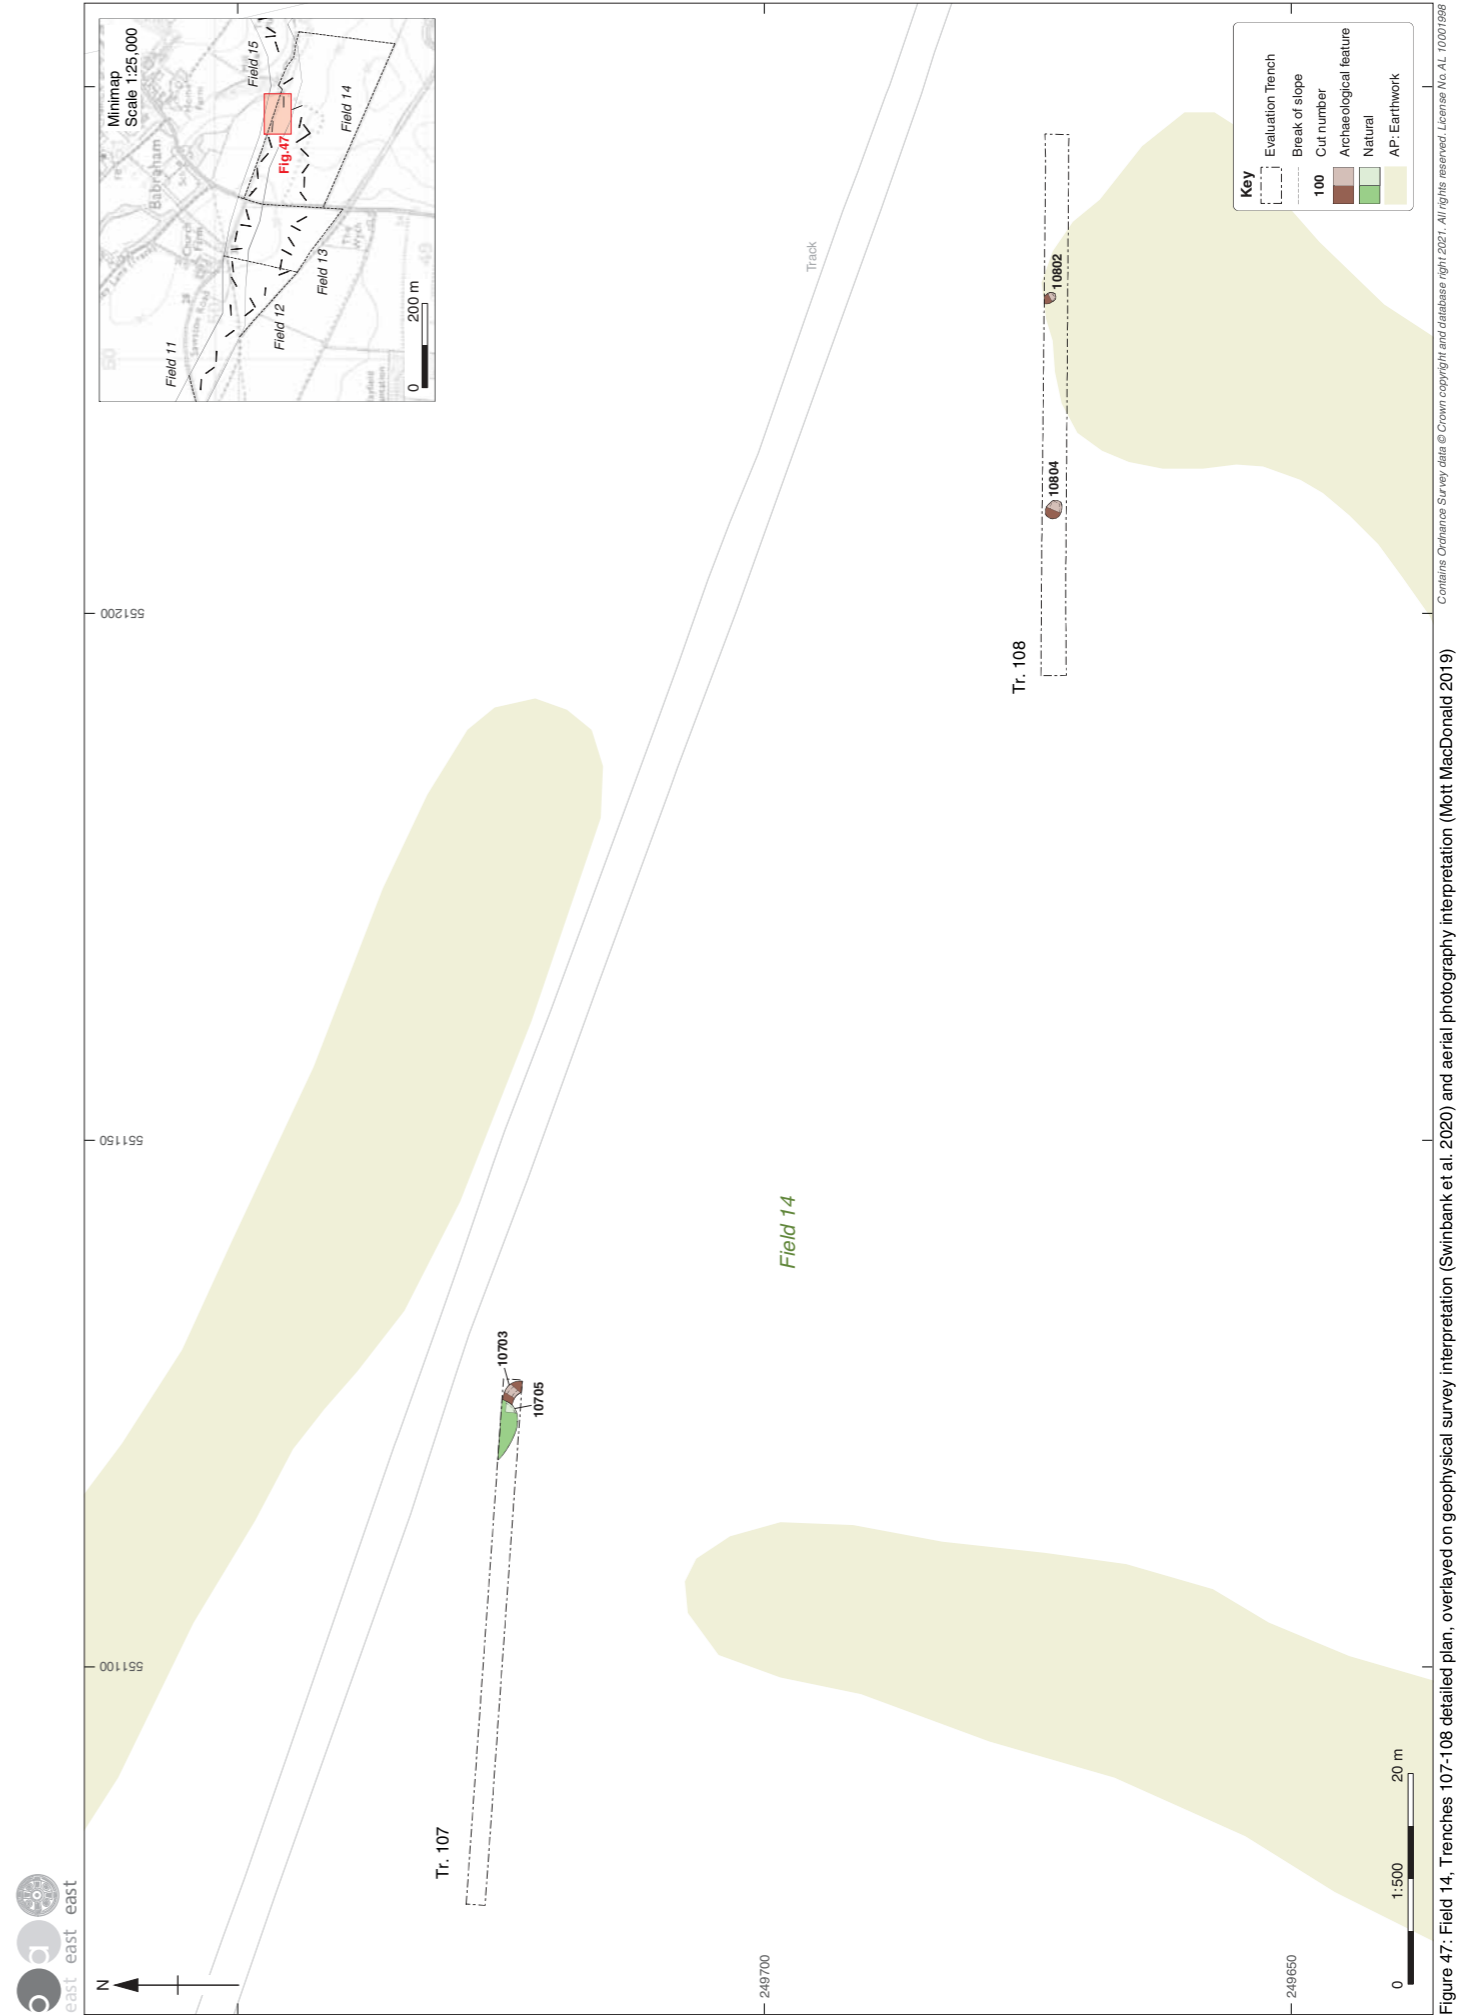 east east east
N
551100
551150
551200
Minimap
Scale 1:25,000
Babraham
Field 11
Field 12
Field 13
Field 14
Field 15
Fig.47
0 200 m
Track
Tr. 107
10703
10705
Field 14
Tr. 108
10804
10802
249700
249650
Key
Evaluation Trench
Break of slope
100 Cut number
Archaeological feature
Natural
AP: Earthwork
0 1:500 20 m
Contains Ordnance Survey data © Crown copyright and database right 2021. All rights reserved. License No. AL 10001998
Figure 47: Field 14, Trenches 107-108 detailed plan, overlayed on geophysical survey interpretation (Swinbank et al. 2020) and aerial photography interpretation (Mott MacDonald 2019)